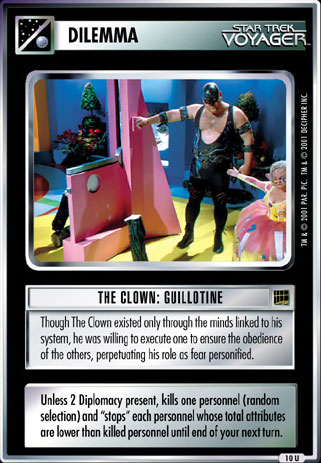 DILEMMA
STAR TREK
VOYAGER™
TM & © 2001 PAR. P.C. TM & © 2001 DECIPHER INC.
THE CLOWN: GUILLOTINE
Though The Clown existed only through the minds linked to his
system, he was willing to execute one to ensure the obedience
of the others, perpetuating his role as fear personified.
Unless 2 Diplomacy present, kills one personnel (random
selection) and “stops” each personnel whose total attributes
are lower than killed personnel until end of your next turn.
10 U